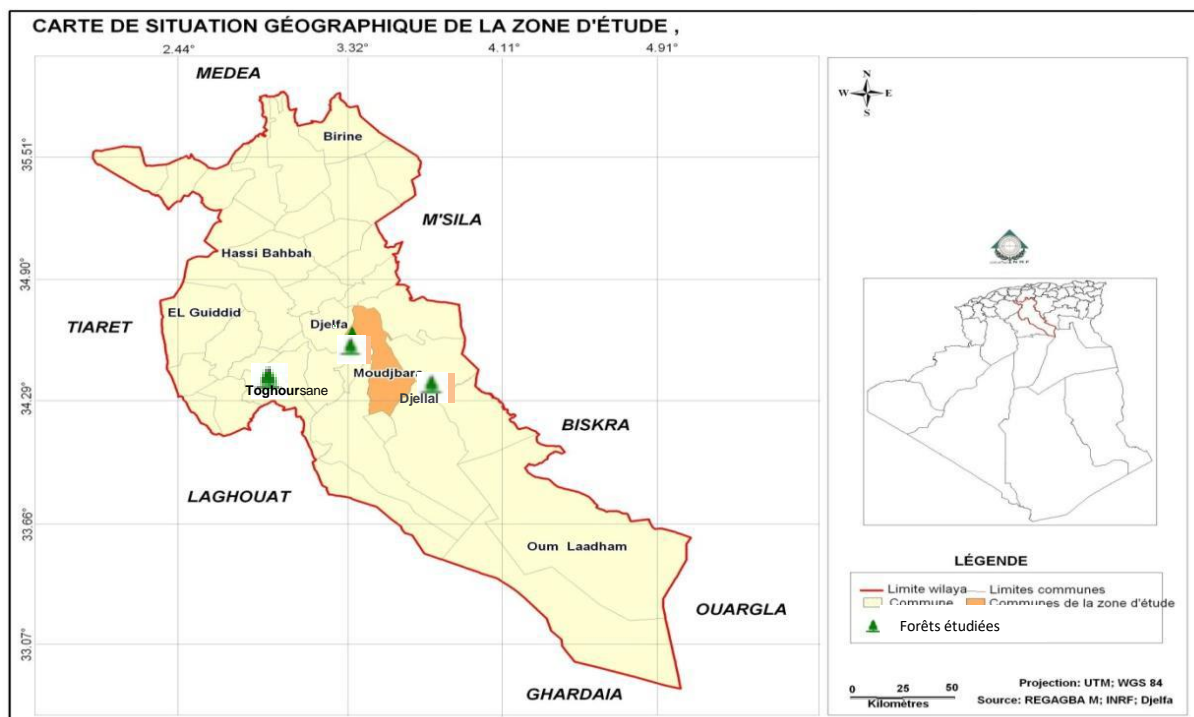 CARTE DE SITUATION GÉOGRAPHIQUE DE LA ZONE D'ÉTUDE ,
2.44° 3.32° 4.11° 4.91°
MEDEA
Birine
35.51°
M'SILA
Hassi Bahbah
34.90°
EL Guiddid
TIARET
Djelfa
Moudjbara
Toghoursane
Djellal
34.29°
BISKRA
LAGHOUAT
33.66°
Oum Laadham
OUARGLA
33.07°
GHARDAIA
N
W E
S
LÉGENDE
Limite wilaya Limites communes
Commune Communes de la zone d'étude
Forêts étudiées
0 25 50
Kilomètres
Projection: UTM; WGS 84
Source: REGAGBA M; INRF; Djelfa